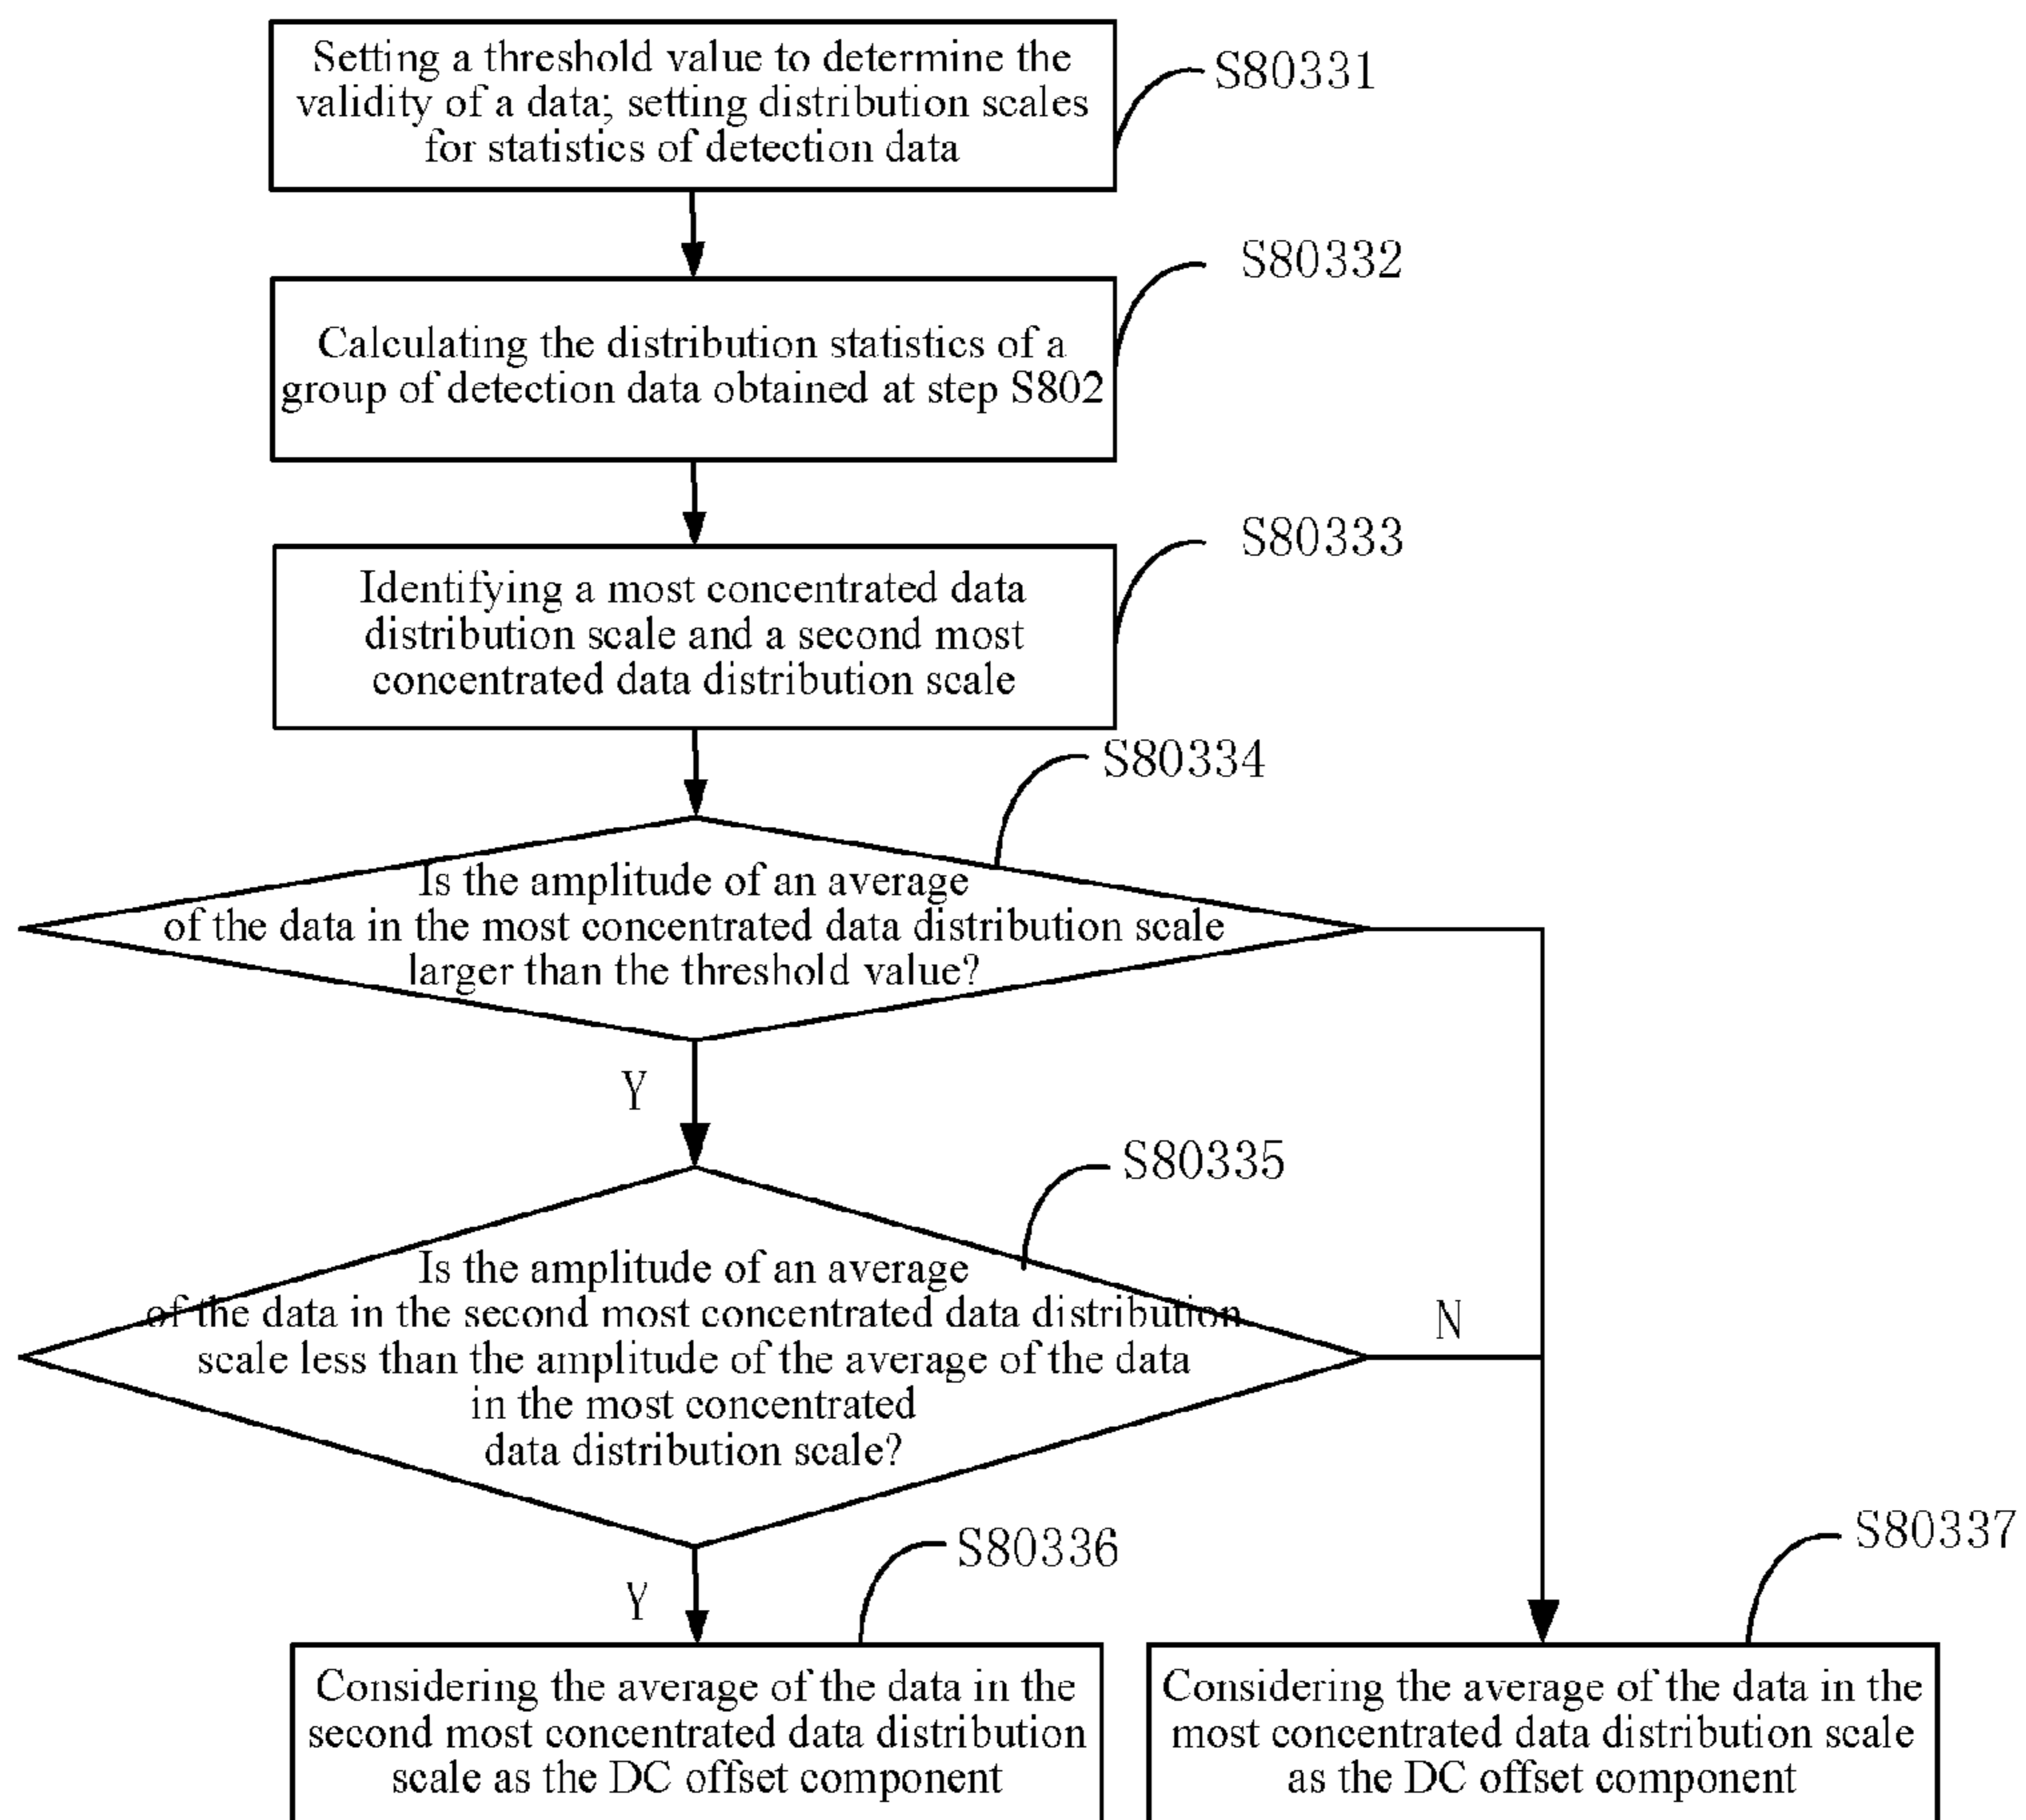 Setting a threshold value to determine the
validity of a data; setting distribution scales
for statistics of detection data
S80331
Calculating the distribution statistics of a
group of detection data obtained at step S802
S80332
Identifying a most concentrated data
distribution scale and a second most
concentrated data distribution scale
S80333
S80334
Is the amplitude of an average
of the data in the most concentrated data distribution scale
larger than the threshold value?
Y
S80335
Is the amplitude of an average
of the data in the second most concentrated data distribution
scale less than the amplitude of the average of the data
in the most concentrated
data distribution scale?
N
Y
S80336
S80337
Considering the average of the data in the
second most concentrated data distribution
scale as the DC offset component
Considering the average of the data in the
most concentrated data distribution scale
as the DC offset component